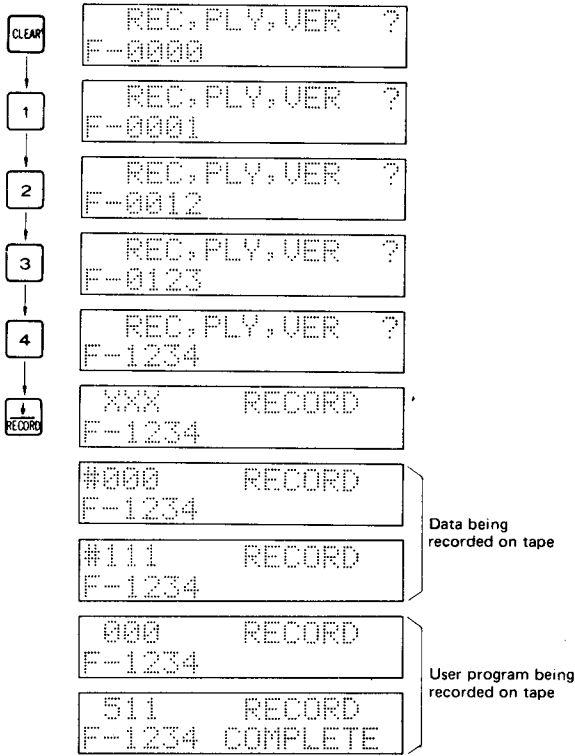 CLEAR
REC,PLY,VER ?
F-0000
1
REC,PLY,VER ?
F-0001
2
REC,PLY,VER ?
F-0012
3
REC,PLY,VER ?
F-0123
4
REC,PLY,VER ?
F-1234
RECORD
XXX RECORD
F-1234
#000 RECORD
F-1234
#111 RECORD
F-1234
Data being
recorded on tape
000 RECORD
F-1234
511 RECORD
F-1234 COMPLETE
User program being
recorded on tape